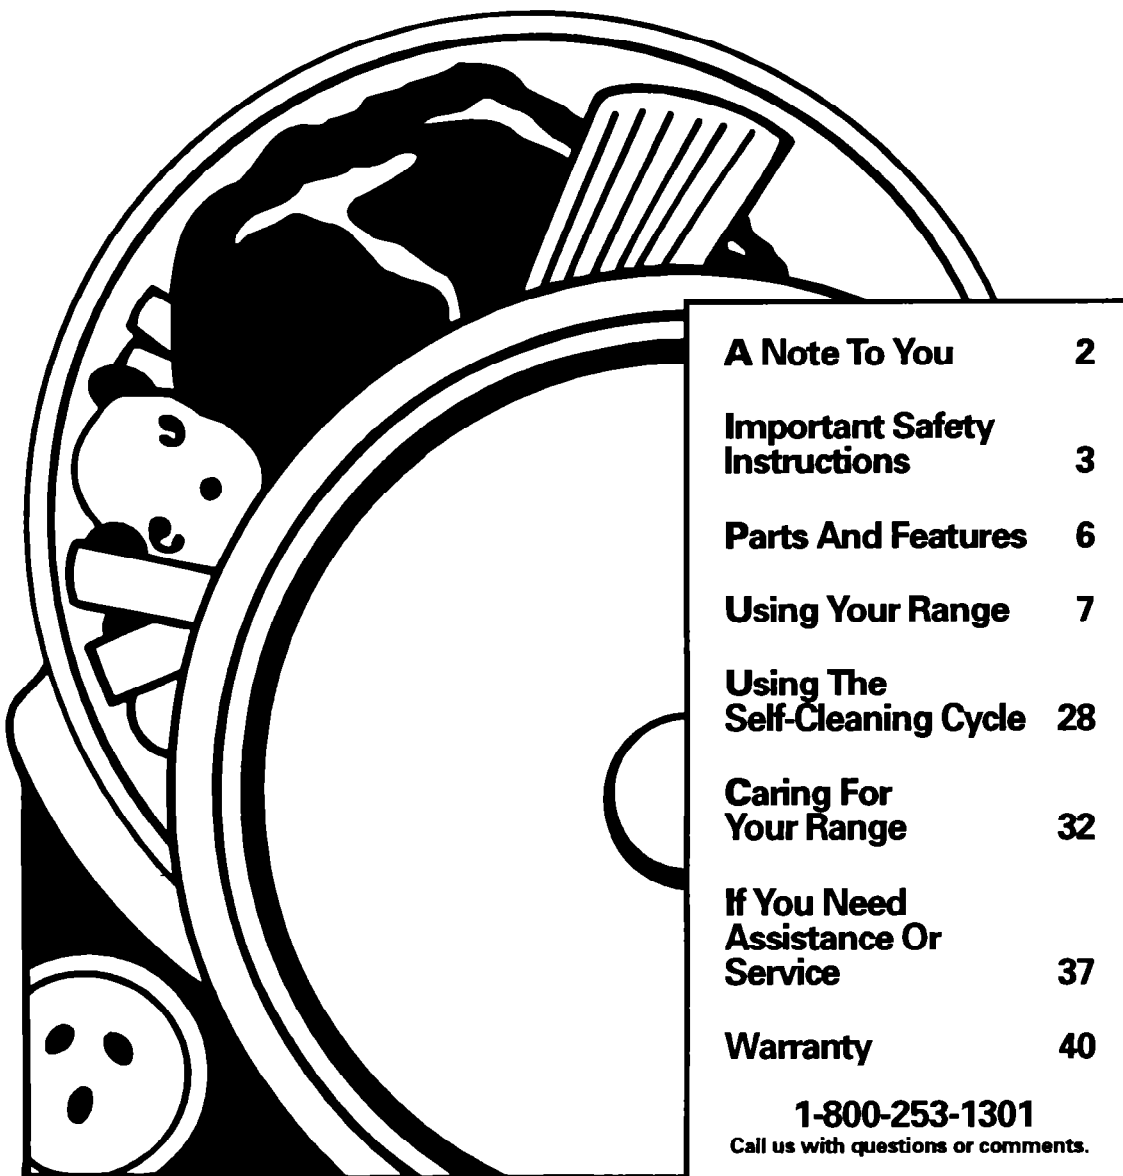 A Note To You 2
Important Safety
Instructions 3
Parts And Features 6
Using Your Range 7
Using The
Self-Cleaning Cycle 28
Caring For
Your Range 32
If You Need
Assistance Or
Service 37
Warranty 40
1-800-253-1301
Call us with questions or comments.